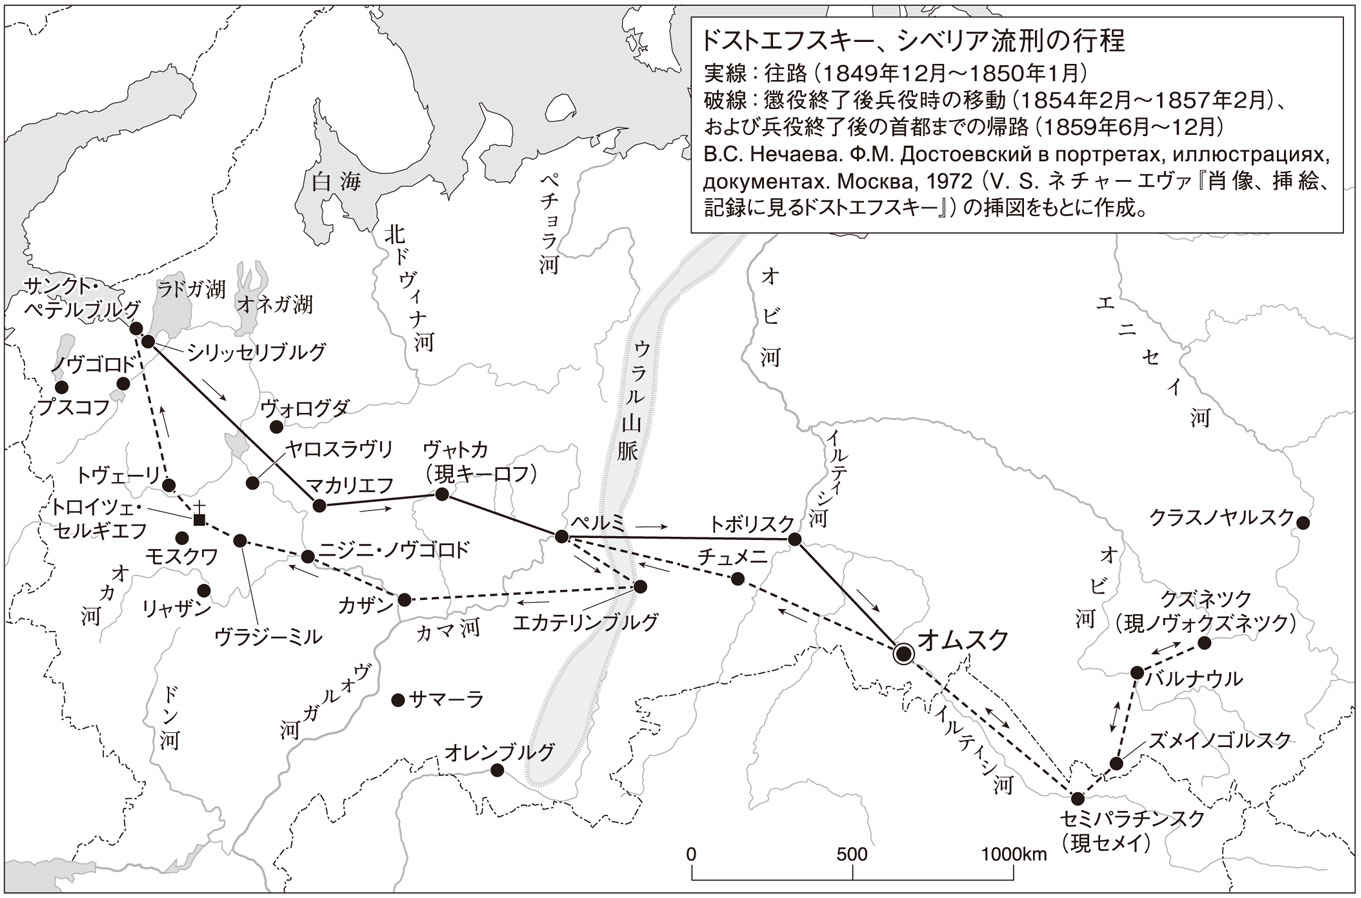 ドストエフスキー、シベリア流刑の行程
実線：往路（1849年12月～1850年1月）
破線：懲役終了後兵役時の移動（1854年2月～1857年2月）、
および兵役終了後の首都までの帰路（1859年6月～12月）
В.С. Нечаева. Ф.М. Достоевский в портретах, иллюстрациях,
документах. Москва, 1972（V. S. ネチャーエヴァ『肖像、挿絵、
記録に見るドストエフスキー』）の挿図をもとに作成。
白海
ペチョラ河
北ドヴィナ河
オビ河
エニセイ河
サンクト・
ペテルブルグ
ラドガ湖
オネガ湖
シリッセリブルグ
ノヴゴロド
プスコフ
ウラル山脈
ヴォログダ
ヤロスラヴリ
ヴャトカ
（現キーロフ）
イルティシ河
トヴェーリ
マカリエフ
トロイツェ・
セルギエフ
モスクワ
ペルミ
トボリスク
クラスノヤルスク
ニジニ・ノヴゴロド
チュメニ
オカ河
リャザン
カザン
カマ河
エカテリンブルグ
オビ河
クズネツク
（現ノヴォクズネツク）
ヴラジーミル
オムスク
バルナウル
ドン河
ヴォルガ河
サマーラ
イルティシ河
オレンブルグ
ズメイノゴルスク
セミパラチンスク
（現セメイ）
0 500 1000km